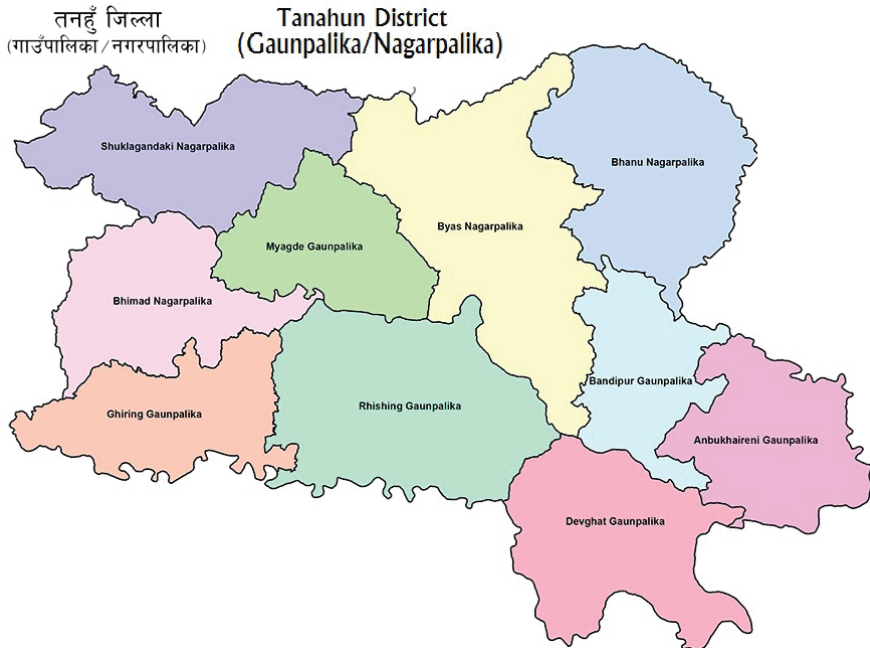 तनहुँ जिल्ला
(गाउँपालिका/नगरपालिका)
Tanahun District
(Gaunpalika/Nagarpalika)
Shuklagandaki Nagarpalika
Bhanu Nagarpalika
Byas Nagarpalika
Myagde Gaunpalika
Bhimad Nagarpalika
Bandipur Gaunpalika
Rhishing Gaunpalika
Ghiring Gaunpalika
Anbukhaireni Gaunpalika
Devghat Gaunpalika